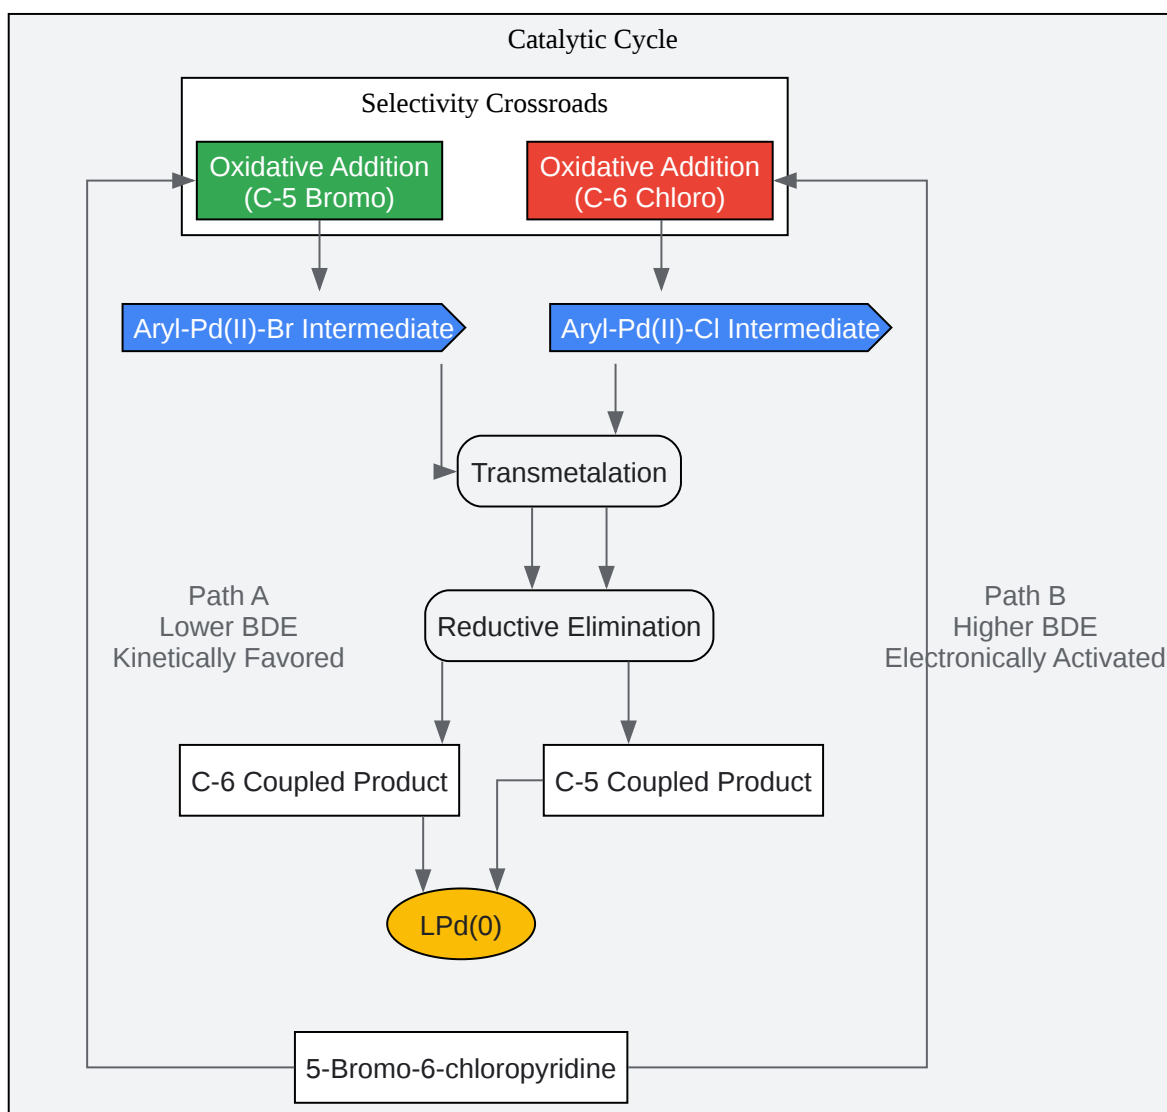 Catalytic Cycle
Selectivity Crossroads
Oxidative Addition
(C-5 Bromo)
Oxidative Addition
(C-6 Chloro)
Aryl-Pd(II)-Br Intermediate
Aryl-Pd(II)-Cl Intermediate
Transmetalation
Path A
Lower BDE
Kinetically Favored
Path B
Higher BDE
Electronically Activated
Reductive Elimination
C-6 Coupled Product
C-5 Coupled Product
LPd(0)
5-Bromo-6-chloropyridine